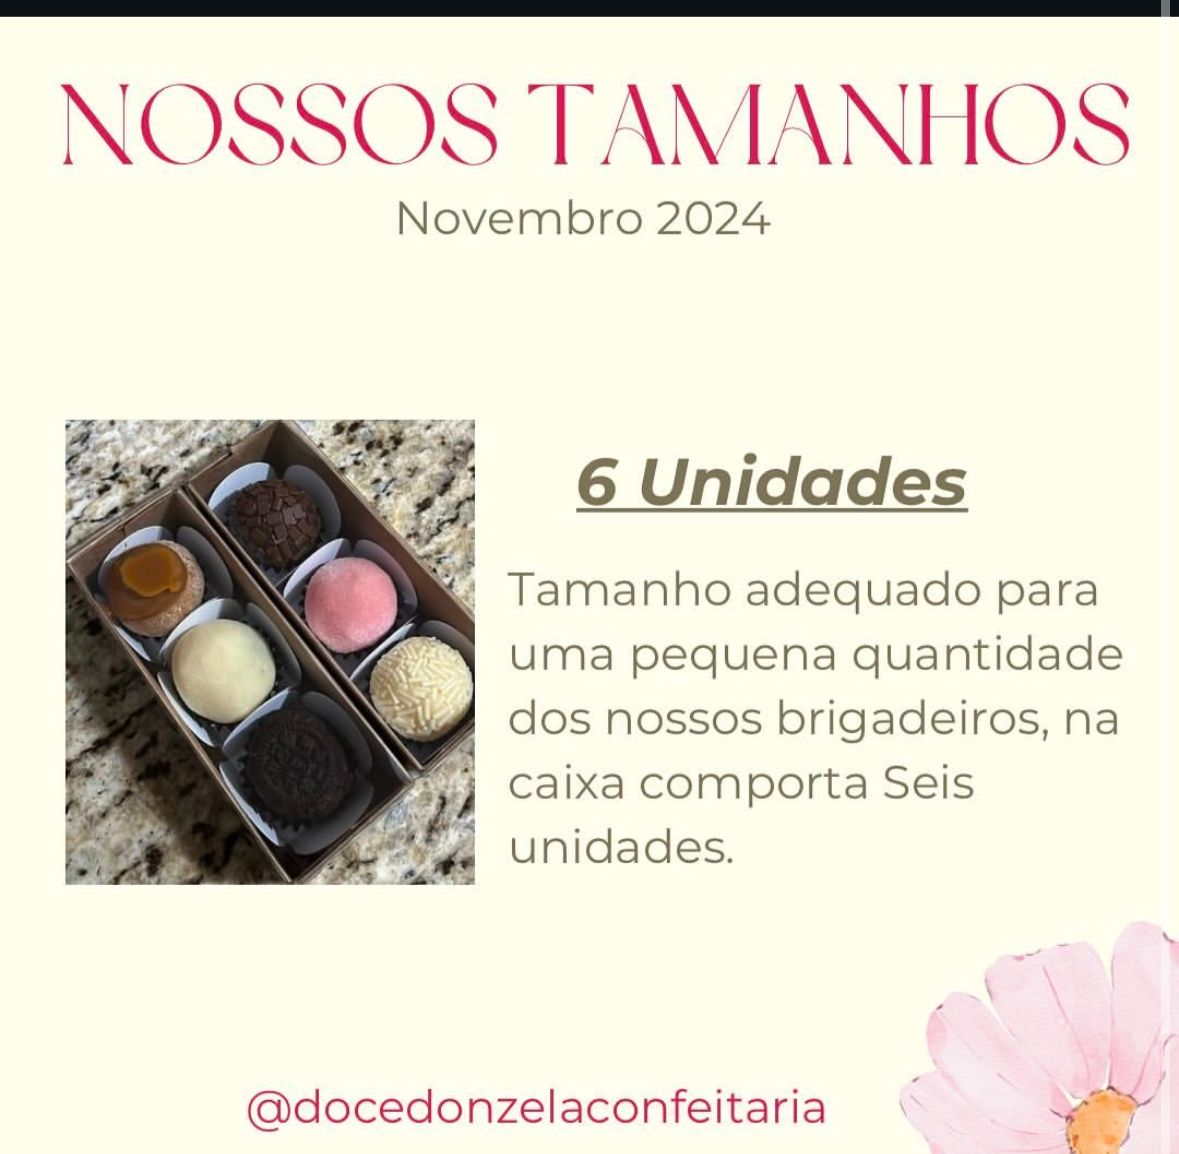 NOSSOS TAMANHOS
Novembro 2024
6 Unidades
Tamanho adequado para
uma pequena quantidade
dos nossos brigadeiros, na
caixa comporta Seis
unidades.
@docedonzelaconfeitaria